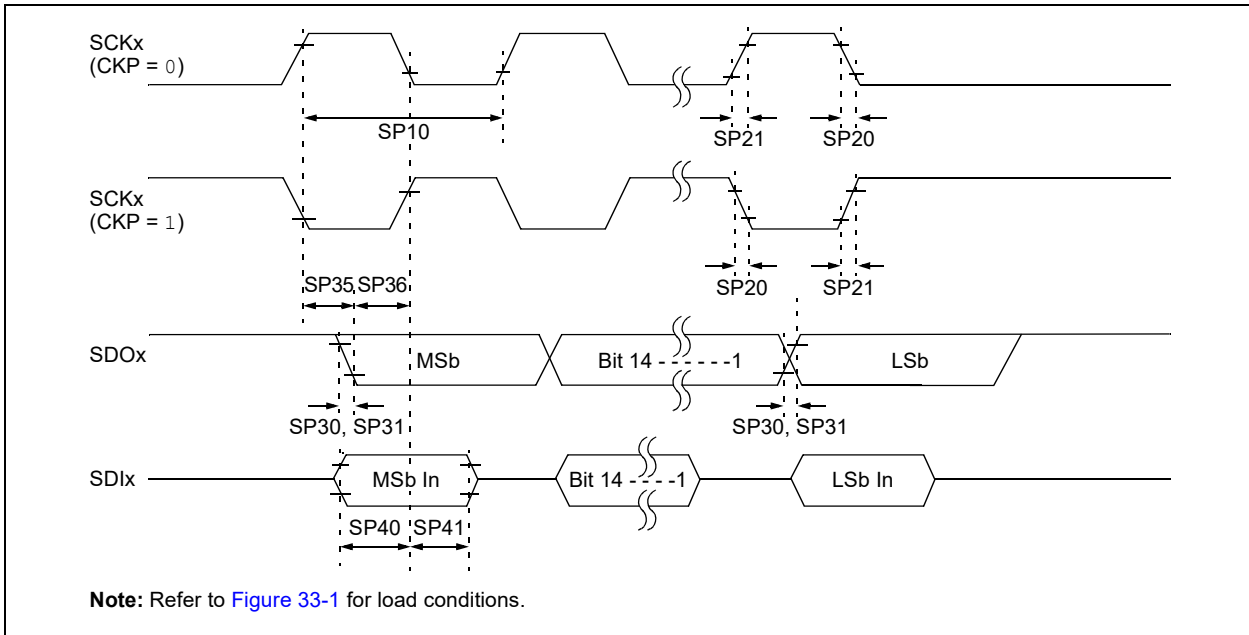 SCKx
(CKP = 0)
SP10
SP21
SP20
SCKx
(CKP = 1)
SP35
SP36
SP20
SP21
SDOx
MSb
Bit 14 - - - - - -1
LSb
SP30, SP31
SP30, SP31
SDIx
MSb In
Bit 14 - - - -1
LSb In
SP40
SP41
Note: Refer to Figure 33-1 for load conditions.